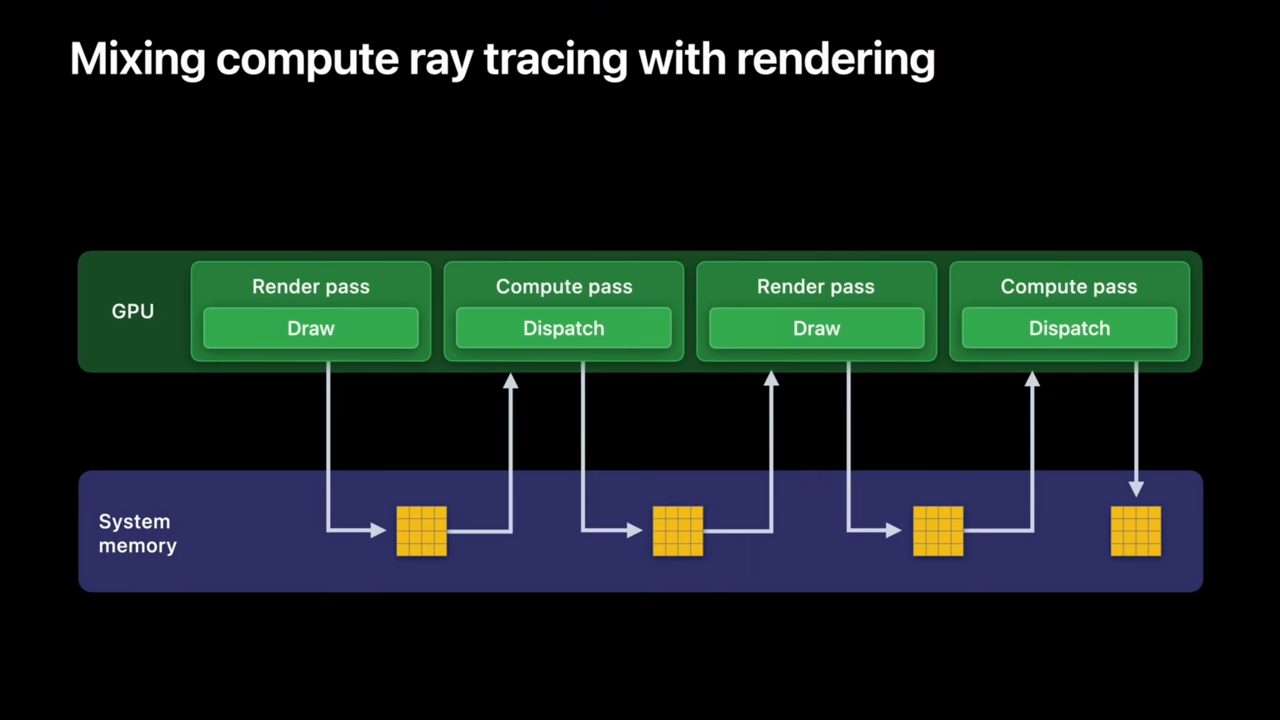 Mixing compute ray tracing with rendering
GPU
Render pass
Draw
Compute pass
Dispatch
Render pass
Draw
Compute pass
Dispatch
System
memory